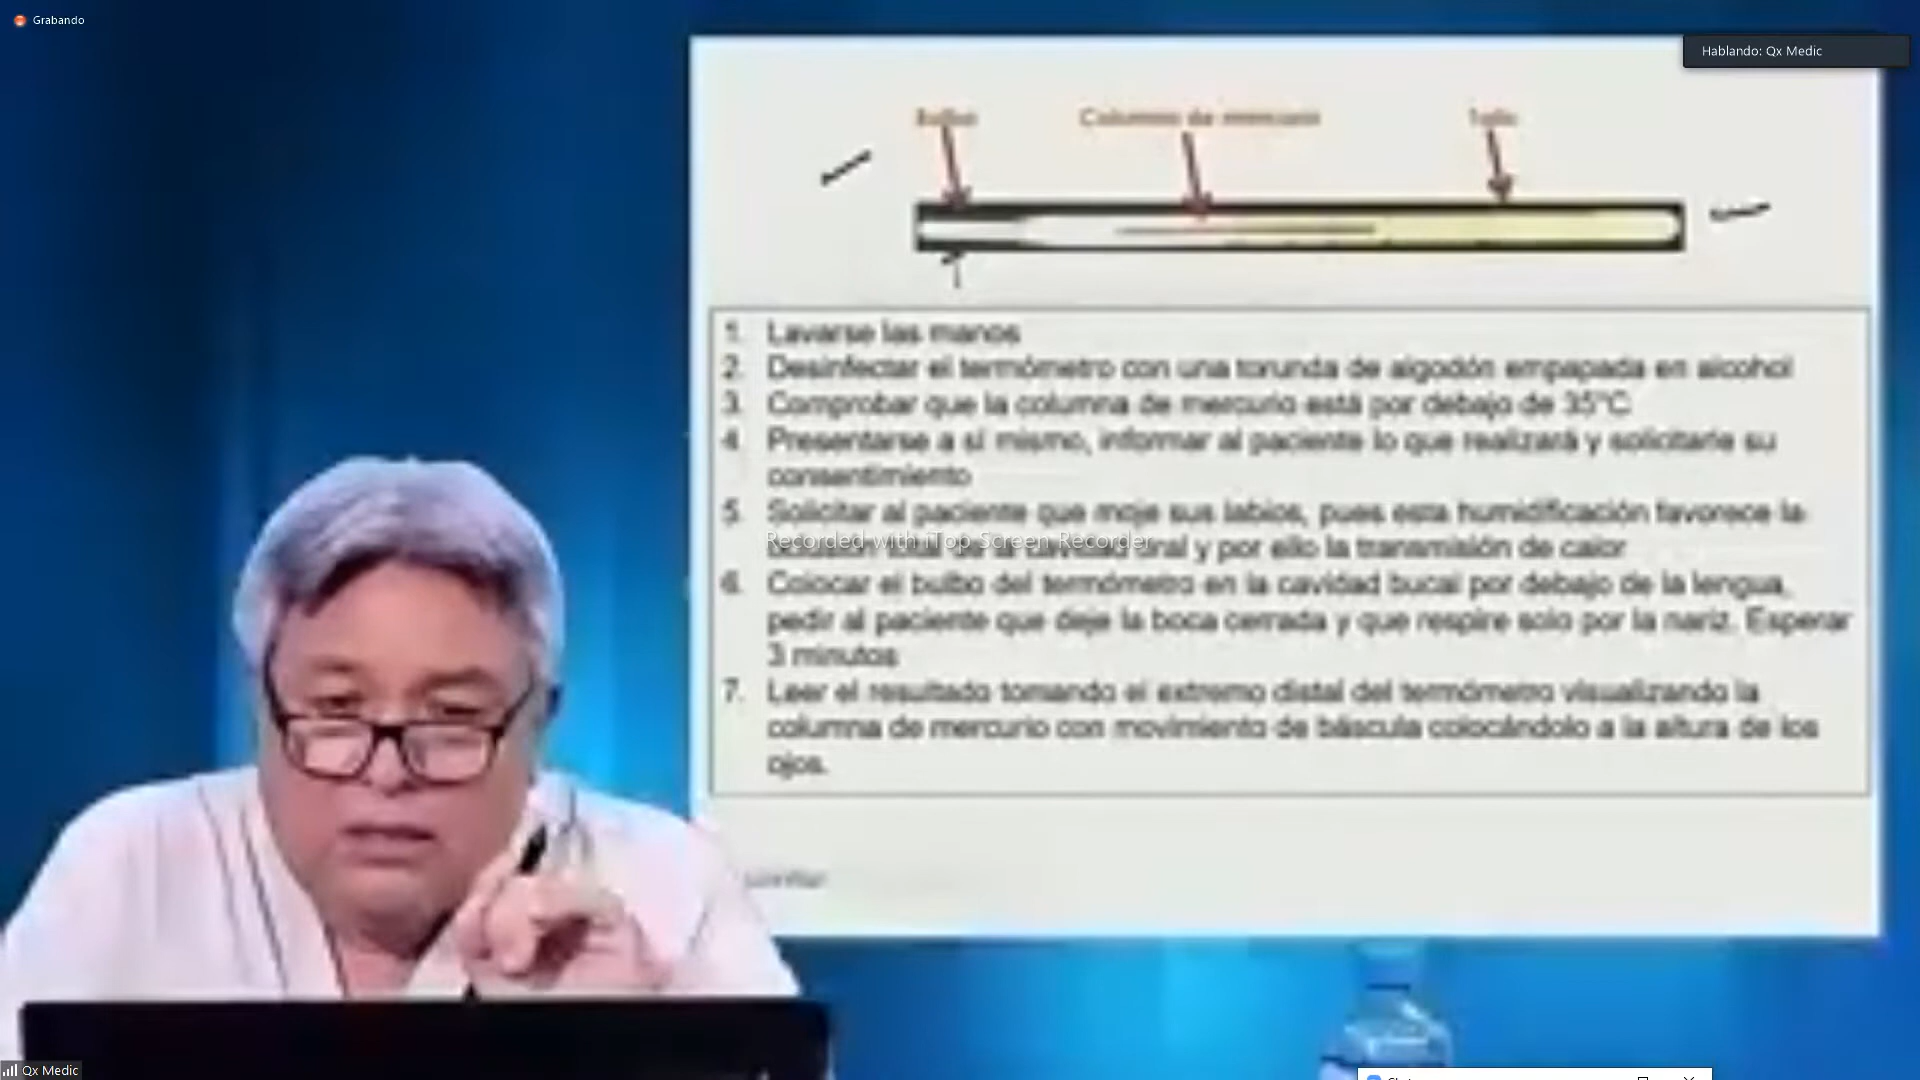 Grabando
Hablando: Qx Medic
Bulbo
Columna de mercurio
Tallo
1. Lavarse las manos
2. Desinfectar el termómetro con una torunda de algodón empapada en alcohol
3. Comprobar que la columna de mercurio está por debajo de 35°C
4. Presentarse a sí mismo, informar al paciente lo que realizará y solicitarle su
consentimiento
5. Solicitar al paciente que moje sus labios, pues esta humidificación favorece la
Recorded with iTop Screen Recorder
oral y por ello la transmisión de calor
6. Colocar el bulbo del termómetro en la cavidad bucal por debajo de la lengua,
pedir al paciente que deje la boca cerrada y que respire solo por la nariz. Esperar
3 minutos
7. Leer el resultado tomando el extremo distal del termómetro visualizando la
columna de mercurio con movimiento de báscula colocándolo a la altura de los
ojos.
Qx Medic